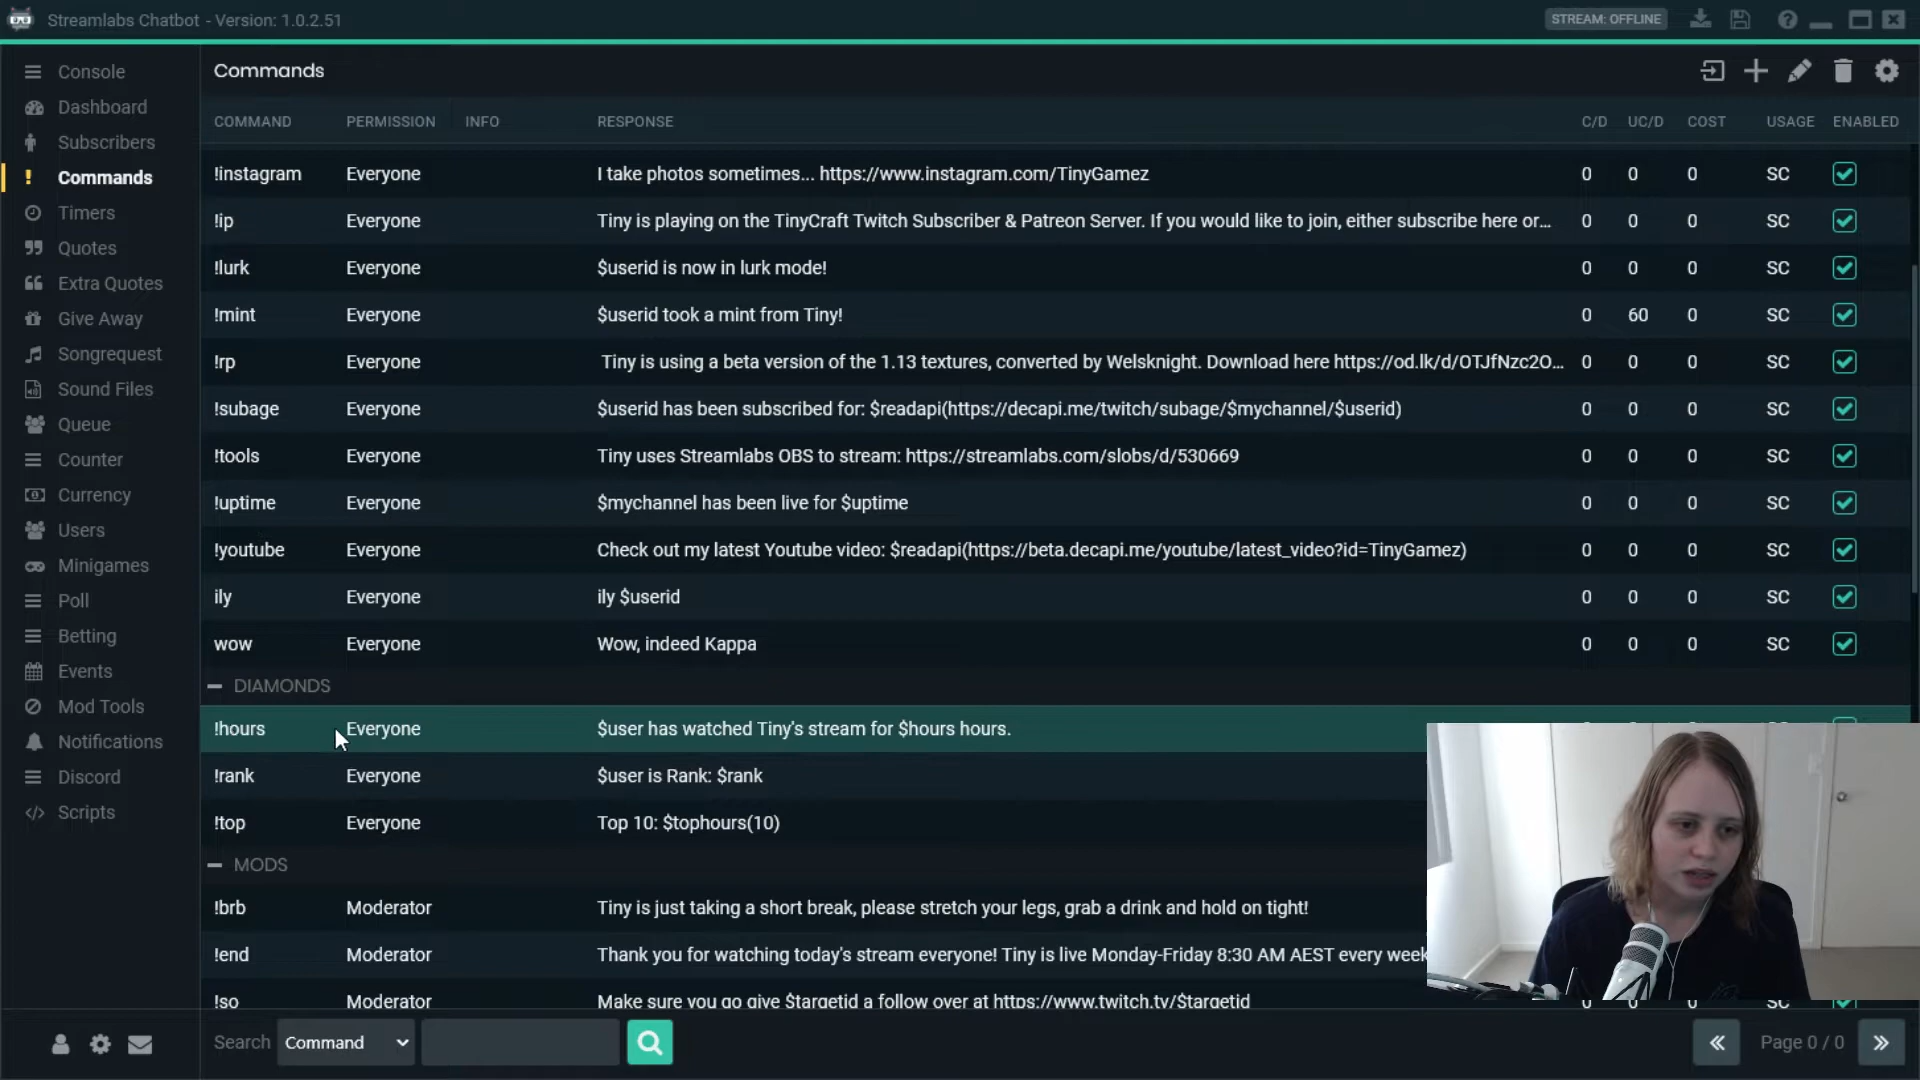 Streamlabs Chatbot - Version: 1.0.2.51
STREAM: OFFLINE
Console
Dashboard
Subscribers
! Commands
Timers
Quotes
Extra Quotes
Give Away
Songrequest
Sound Files
Queue
Counter
Currency
Users
Minigames
Poll
Betting
Events
Mod Tools
Notifications
Discord
Scripts
Commands
COMMAND PERMISSION INFO RESPONSE C/D UC/D COST USAGE ENABLED
!instagram Everyone I take photos sometimes... https://www.instagram.com/TinyGamez 0 0 0 SC
!ip Everyone Tiny is playing on the TinyCraft Twitch Subscriber & Patreon Server. If you would like to join, either subscribe here or... 0 0 0 SC
!lurk Everyone $userid is now in lurk mode! 0 0 0 SC
!mint Everyone $userid took a mint from Tiny! 0 60 0 SC
!rp Everyone Tiny is using a beta version of the 1.13 textures, converted by Welsknight. Download here https://od.lk/d/OTJfNzc2O... 0 0 0 SC
!subage Everyone $userid has been subscribed for: $readapi(https://decapi.me/twitch/subage/$mychannel/$userid) 0 0 0 SC
!tools Everyone Tiny uses Streamlabs OBS to stream: https://streamlabs.com/slobs/d/530669 0 0 0 SC
!uptime Everyone $mychannel has been live for $uptime 0 0 0 SC
!youtube Everyone Check out my latest Youtube video: $readapi(https://beta.decapi.me/youtube/latest_video?id=TinyGamez) 0 0 0 SC
ily Everyone ily $userid 0 0 0 SC
wow Everyone Wow, indeed Kappa 0 0 0 SC
DIAMONDS
!hours Everyone $user has watched Tiny's stream for $hours hours.
!rank Everyone $user is Rank: $rank
!top Everyone Top 10: $tophours(10)
MODS
!brb Moderator Tiny is just taking a short break, please stretch your legs, grab a drink and hold on tight!
!end Moderator Thank you for watching today's stream everyone! Tiny is live Monday-Friday 8:30 AM AEST every week
!so Moderator Make sure you go give $targetid a follow over at https://www.twitch.tv/$targetid
Search Command
Page 0 / 0